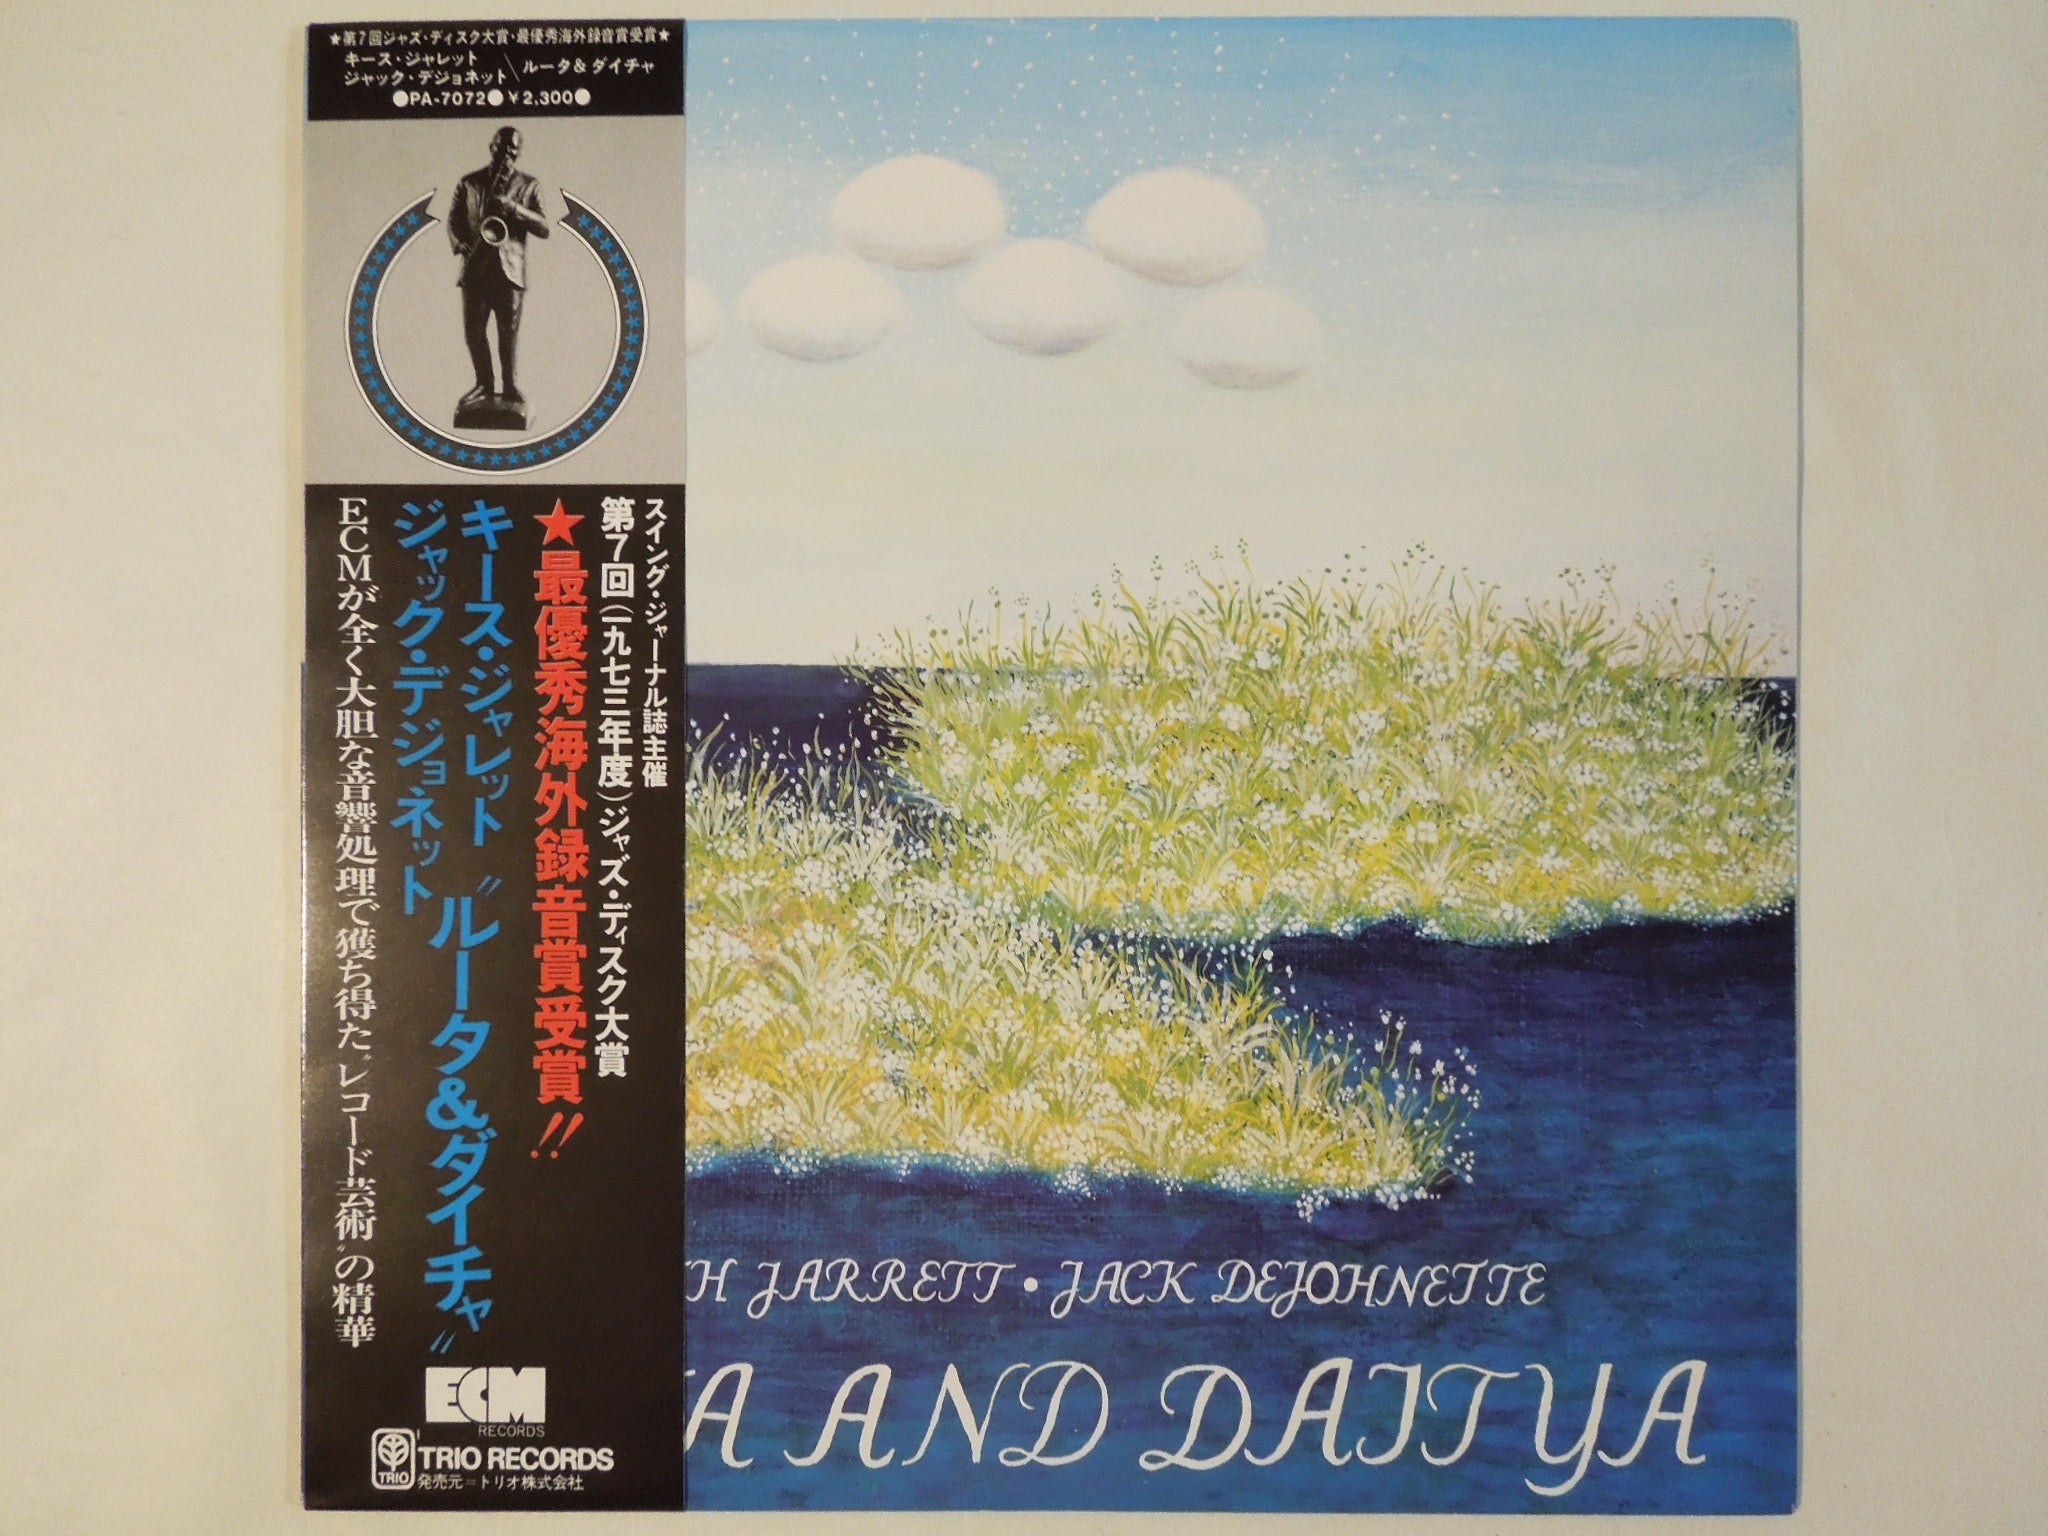 ★第7回ジャズ・ディスク大賞・最優秀海外録音賞受賞★
キース・ジャレット
ジャック・デジョネット
ルータ&ダイチャ
●PA-7072●￥2,300●
スイング・ジャーナル誌主催
第7回(一九七三年度)ジャズ・ディスク大賞
★最優秀海外録音賞受賞!!
キース・ジャレット
ジャック・デジョネット
〝ルータ&ダイチャ〟
ECMが全く大胆な音響処理で獲ち得た〝レコード芸術〟の精華
ECM
RECORDS
TRIO
TRIO RECORDS
発売元=トリオ株式会社
TH JARRETT • JACK DEJOHNETTE
A AND DAITYA